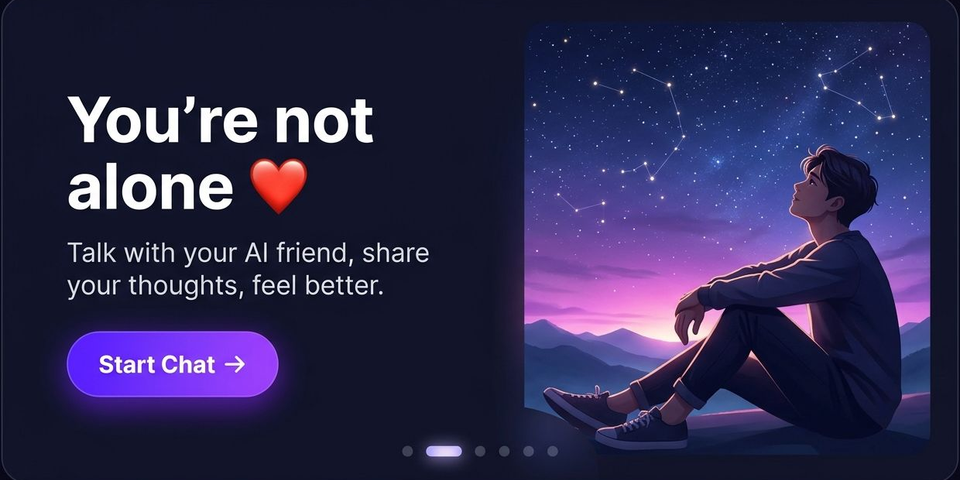 You’re not
alone ❤️
Talk with your AI friend, share
your thoughts, feel better.
Start Chat →